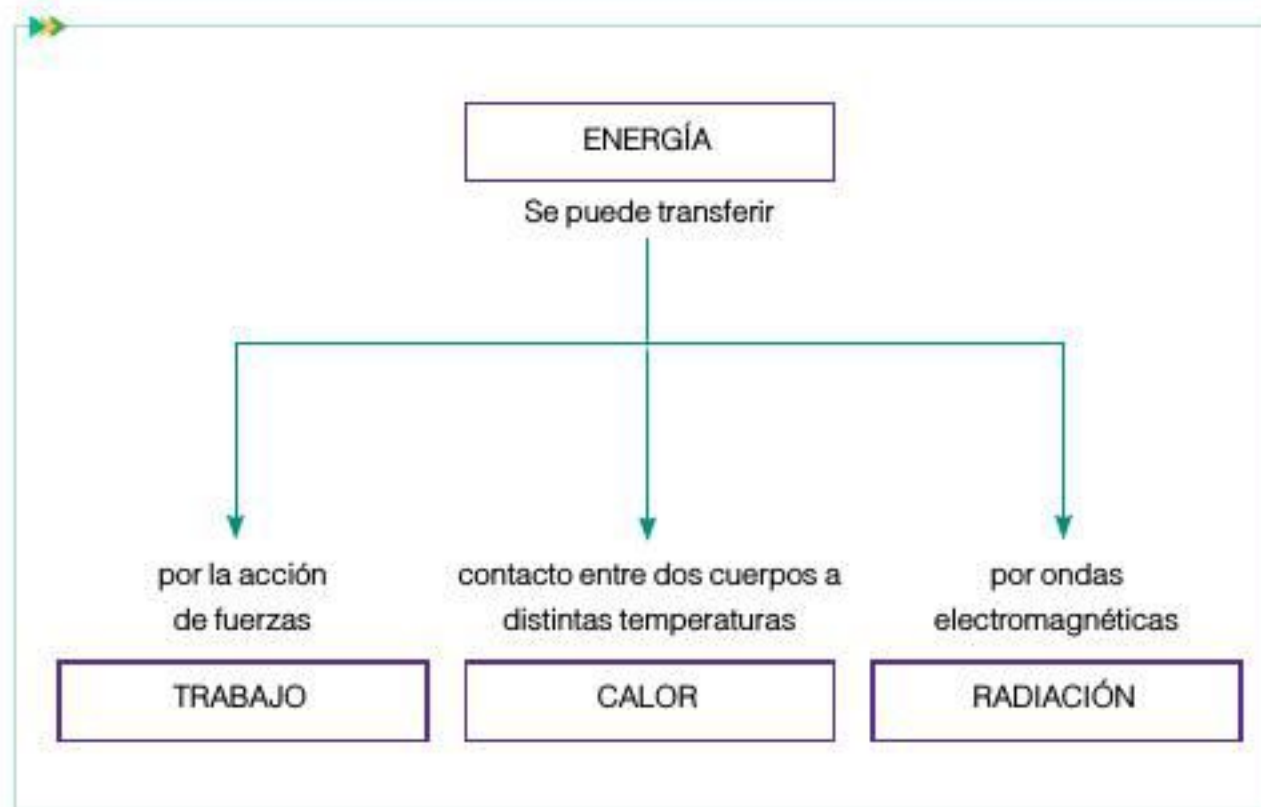 ENERGÍA
Se puede transferir
por la acción
de fuerzas
TRABAJO
contacto entre dos cuerpos a
distintas temperaturas
CALOR
por ondas
electromagnéticas
RADIACIÓN